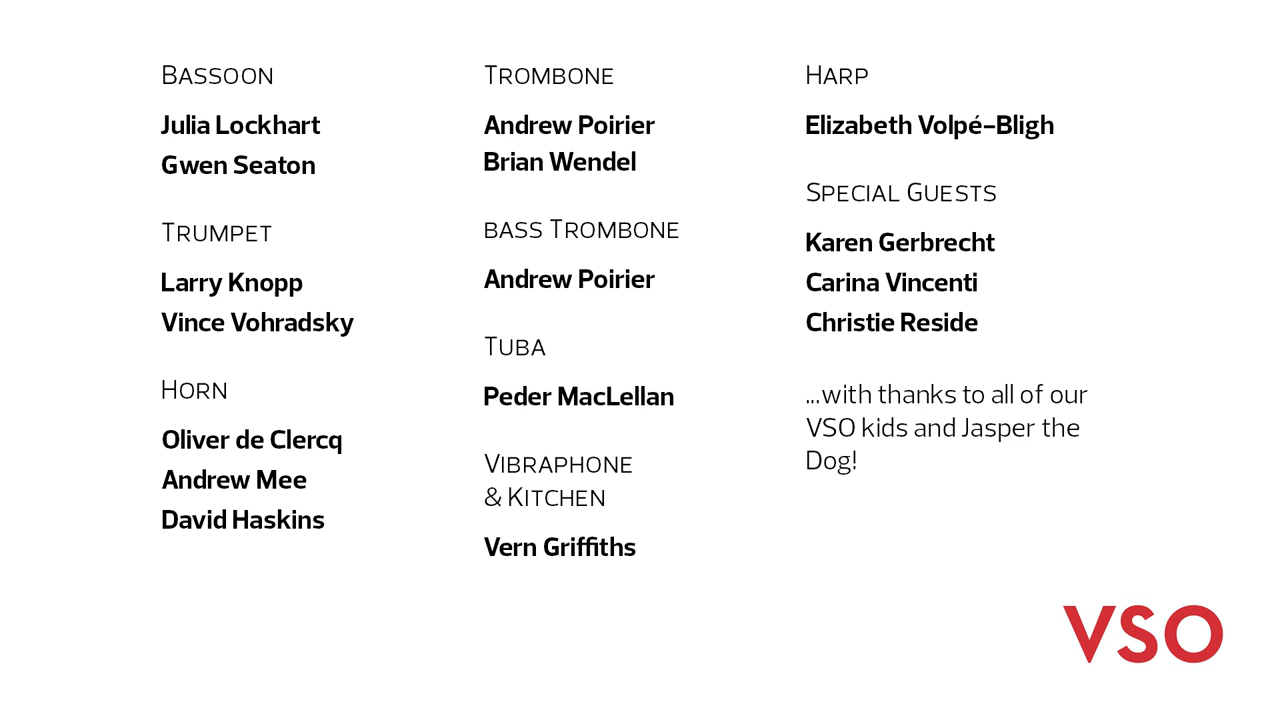 Bassoon
Julia Lockhart
Gwen Seaton
Trumpet
Larry Knopp
Vince Vohradsky
Horn
Oliver de Clercq
Andrew Mee
David Haskins
Trombone
Andrew Poirier
Brian Wendel
bass Trombone
Andrew Poirier
Tuba
Peder MacLellan
Vibraphone
& Kitchen
Vern Griffiths
Harp
Elizabeth Volpé-Bligh
Special Guests
Karen Gerbrecht
Carina Vincenti
Christie Reside
...with thanks to all of our
VSO kids and Jasper the
Dog!
VSO